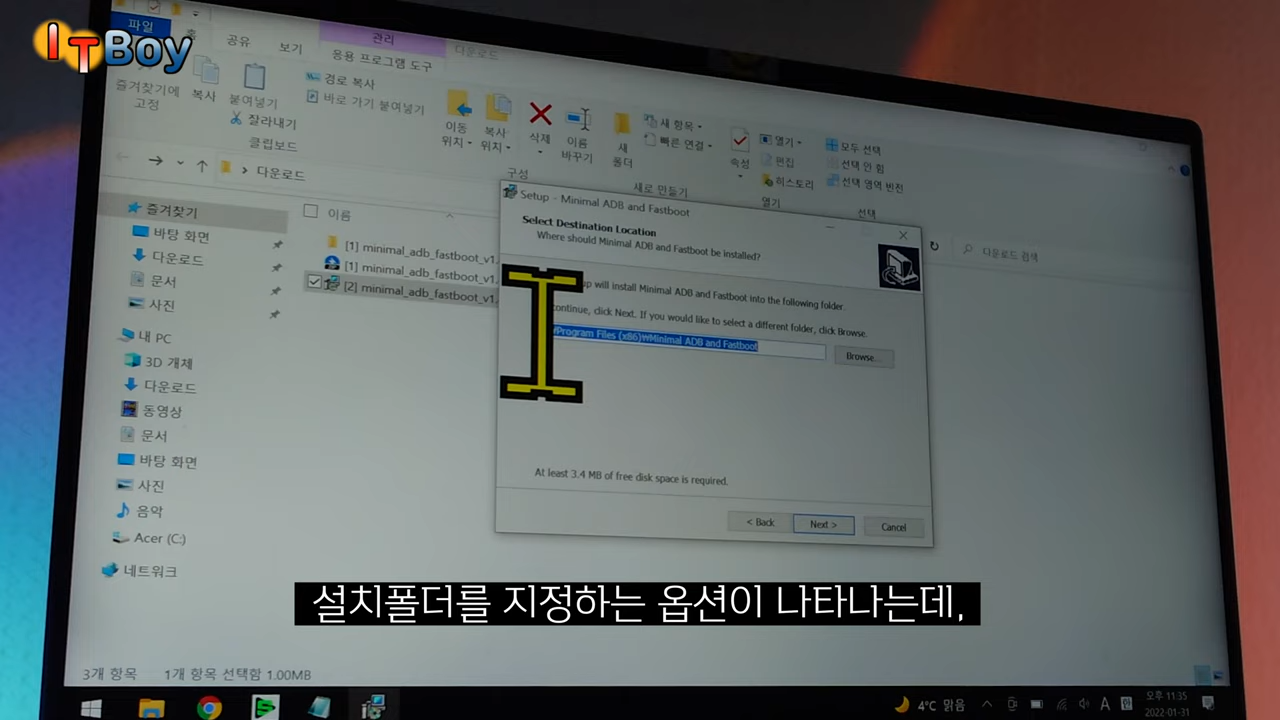 ITBoy
파일
홈
공유
보기
관리
응용 프로그램 도구
다운로드
즐겨찾기에
고정
복사
붙여넣기
경로 복사
바로 가기 붙여넣기
잘라내기
클립보드
이동
위치
복사
위치
삭제
이름
바꾸기
구성
새
폴더
새 항목
빠른 연결
새로 만들기
속성
열기
편집
히스토리
열기
모두 선택
선택 안 함
선택 영역 반전
선택
다운로드
다운로드 검색
즐겨찾기
바탕 화면
다운로드
문서
사진
내 PC
3D 개체
다운로드
동영상
문서
바탕 화면
사진
음악
Acer (C:)
네트워크
이름
[1] minimal_adb_fastboot_v1.
[1] minimal_adb_fastboot_v1.
[2] minimal_adb_fastboot_v1.
Setup - Minimal ADB and Fastboot
Select Destination Location
Where should Minimal ADB and Fastboot be installed?
up will install Minimal ADB and Fastboot into the following folder.
continue, click Next. If you would like to select a different folder, click Browse.
₩Program Files (x86)₩Minimal ADB and Fastboot
Browse...
At least 3.4 MB of free disk space is required.
< Back
Next >
Cancel
설치폴더를 지정하는 옵션이 나타나는데,
3개 항목
1개 항목 선택함 1.00MB
4℃ 맑음
A
오후 11:35
2022-01-31